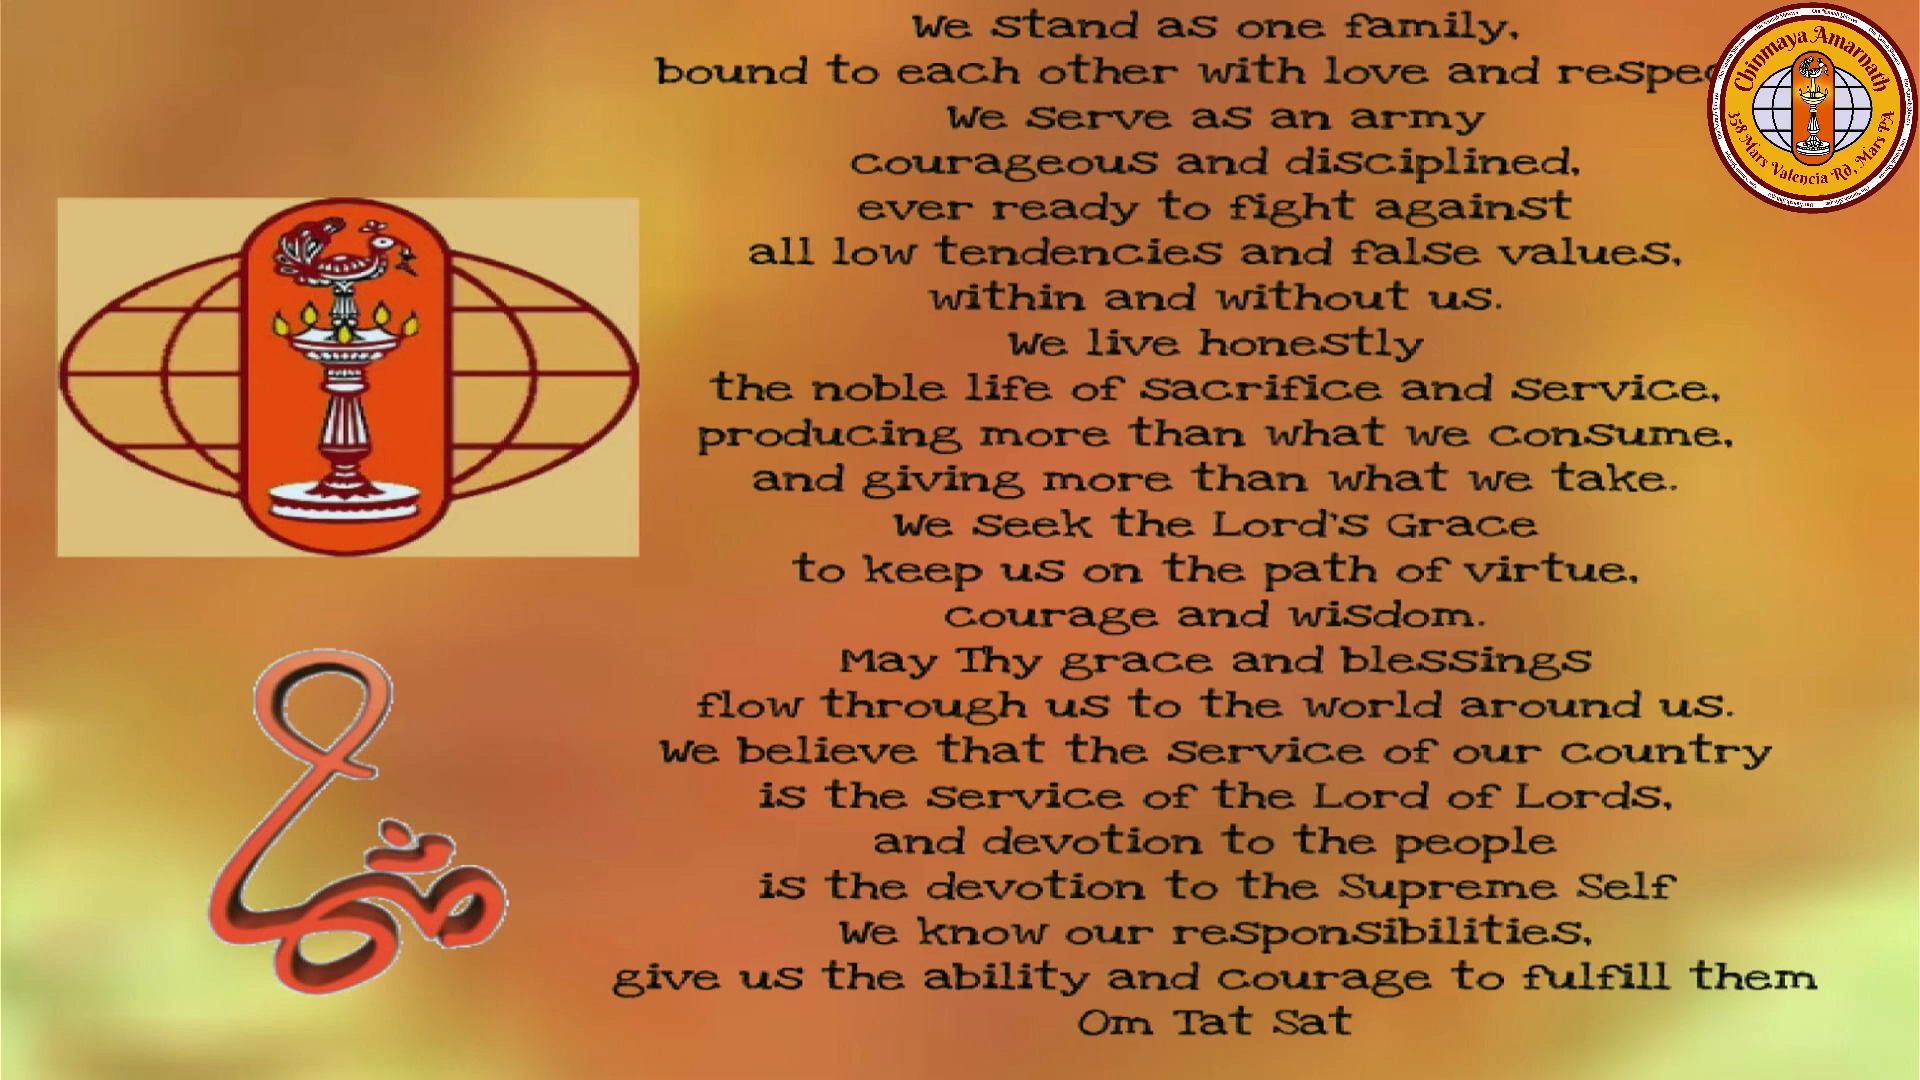 We stand as one family,
bound to each other with love and
We serve as an army
courageous and disciplined,
ever ready to fight against
all low tendencies and false values,
within and without us.
We live honestly
the noble life of sacrifice and service,
producing more than what we consume,
and giving more than what we take.
We seek the Lord's Grace
to keep us on the path of virtue,
courage and wisdom.
May Thy grace and blessings
flow through us to the world around us.
We believe that the service of our country
is the service of the Lord of Lords,
and devotion to the people
is the devotion to the Supreme Self
We know our responsibilities,
give us the ability and courage to fulfill them
Om Tat Sat
Chinmaya Amarnath
358 Mars Valencia Rd, Mars PA
ॐ